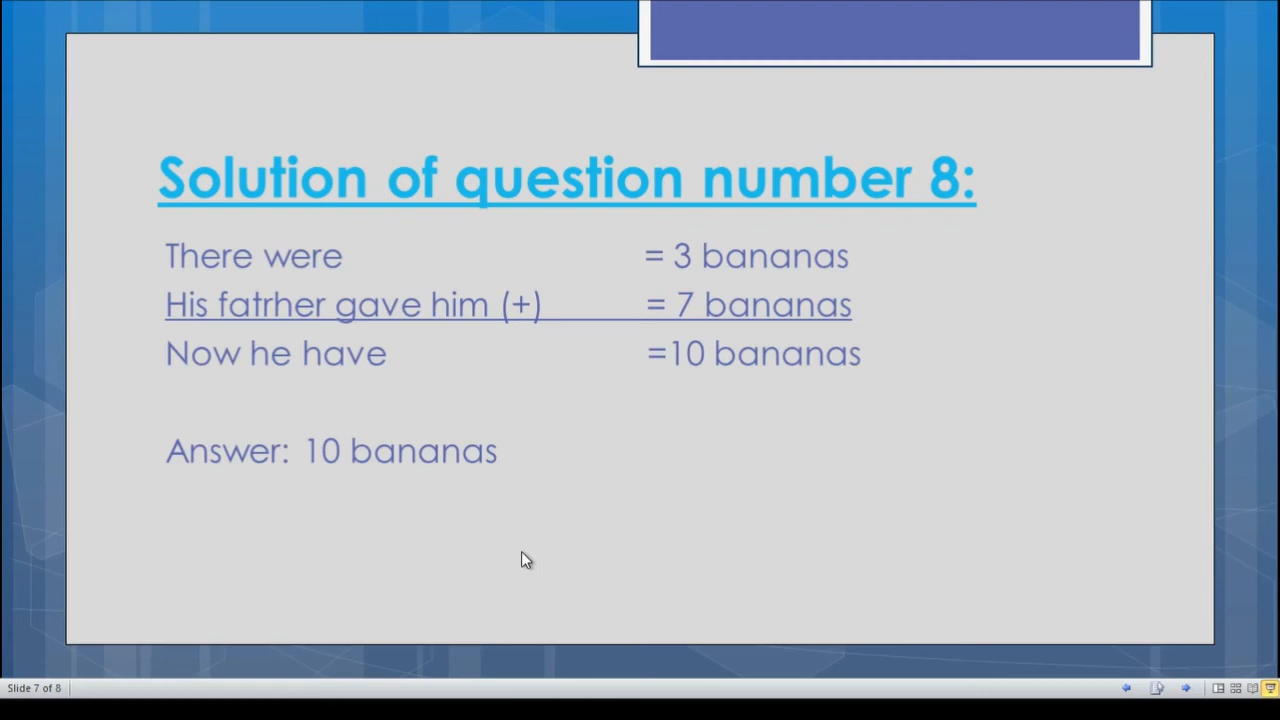 Solution of question number 8:
There were = 3 bananas
His fatrher gave him (+) = 7 bananas
Now he have =10 bananas
Answer: 10 bananas
Slide 7 of 8